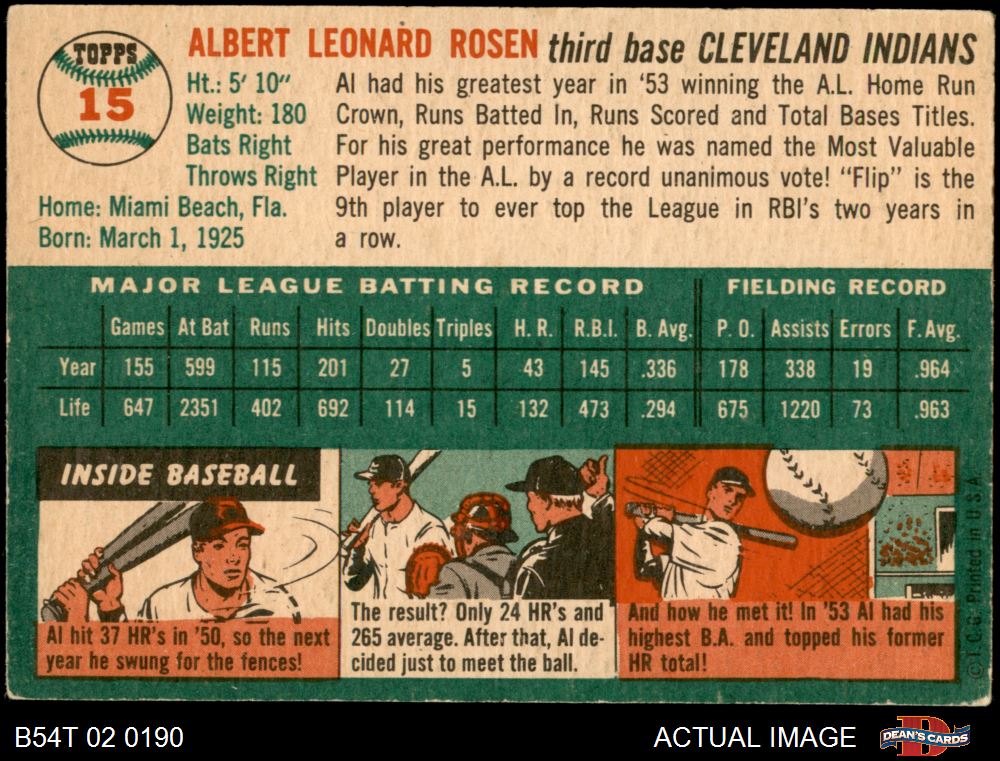 TOPPS
15
ALBERT LEONARD ROSEN third base CLEVELAND INDIANS
Ht.: 5' 10"
Weight: 180
Bats Right
Throws Right
Home: Miami Beach, Fla.
Born: March 1, 1925
Al had his greatest year in '53 winning the A.L. Home Run
Crown, Runs Batted In, Runs Scored and Total Bases Titles.
For his great performance he was named the Most Valuable
Player in the A.L. by a record unanimous vote! "Flip" is the
9th player to ever top the League in RBI's two years in
a row.
MAJOR LEAGUE BATTING RECORD FIELDING RECORD
Games At Bat Runs Hits Doubles Triples H. R. R.B.I. B. Avg. P. O. Assists Errors F. Avg.
Year 155 599 115 201 27 5 43 145 .336 178 338 19 .964
Life 647 2351 402 692 114 15 132 473 .294 675 1220 73 .963
INSIDE BASEBALL
Al hit 37 HR's in '50, so the next
year he swung for the fences!
The result? Only 24 HR's and
265 average. After that, Al de-
cided just to meet the ball.
And how he met it! In '53 Al had his
highest B.A. and topped his former
HR total!
© T. C. G. Printed in U.S.A.
B54T 02 0190
ACTUAL IMAGE
DEAN'S CARDS